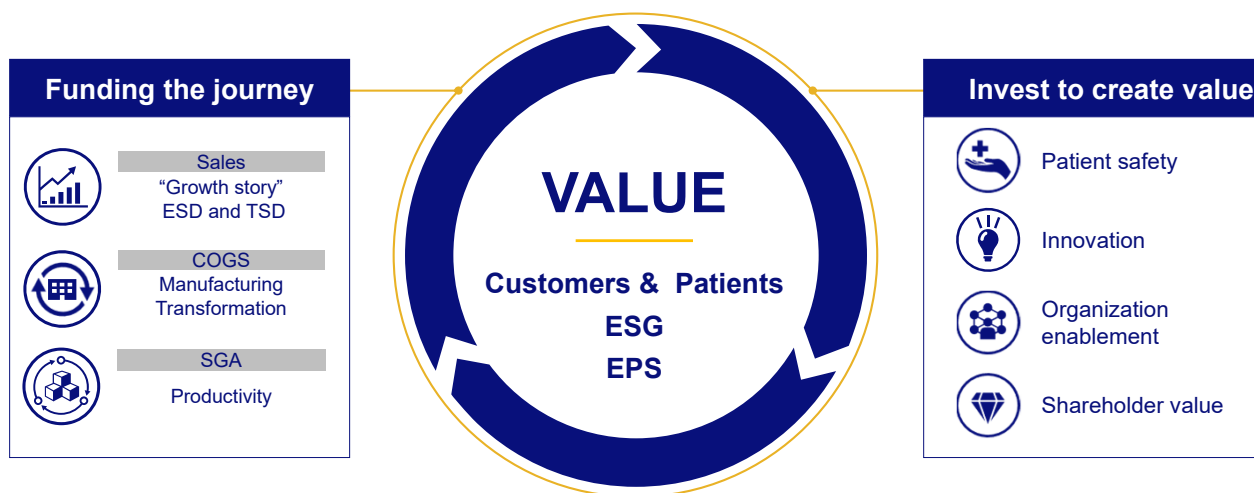 Funding the journey
Sales
“Growth story”
ESD and TSD
COGS
Manufacturing
Transformation
SGA
Productivity
VALUE
Customers & Patients
ESG
EPS
Invest to create value
Patient safety
Innovation
Organization
enablement
Shareholder value